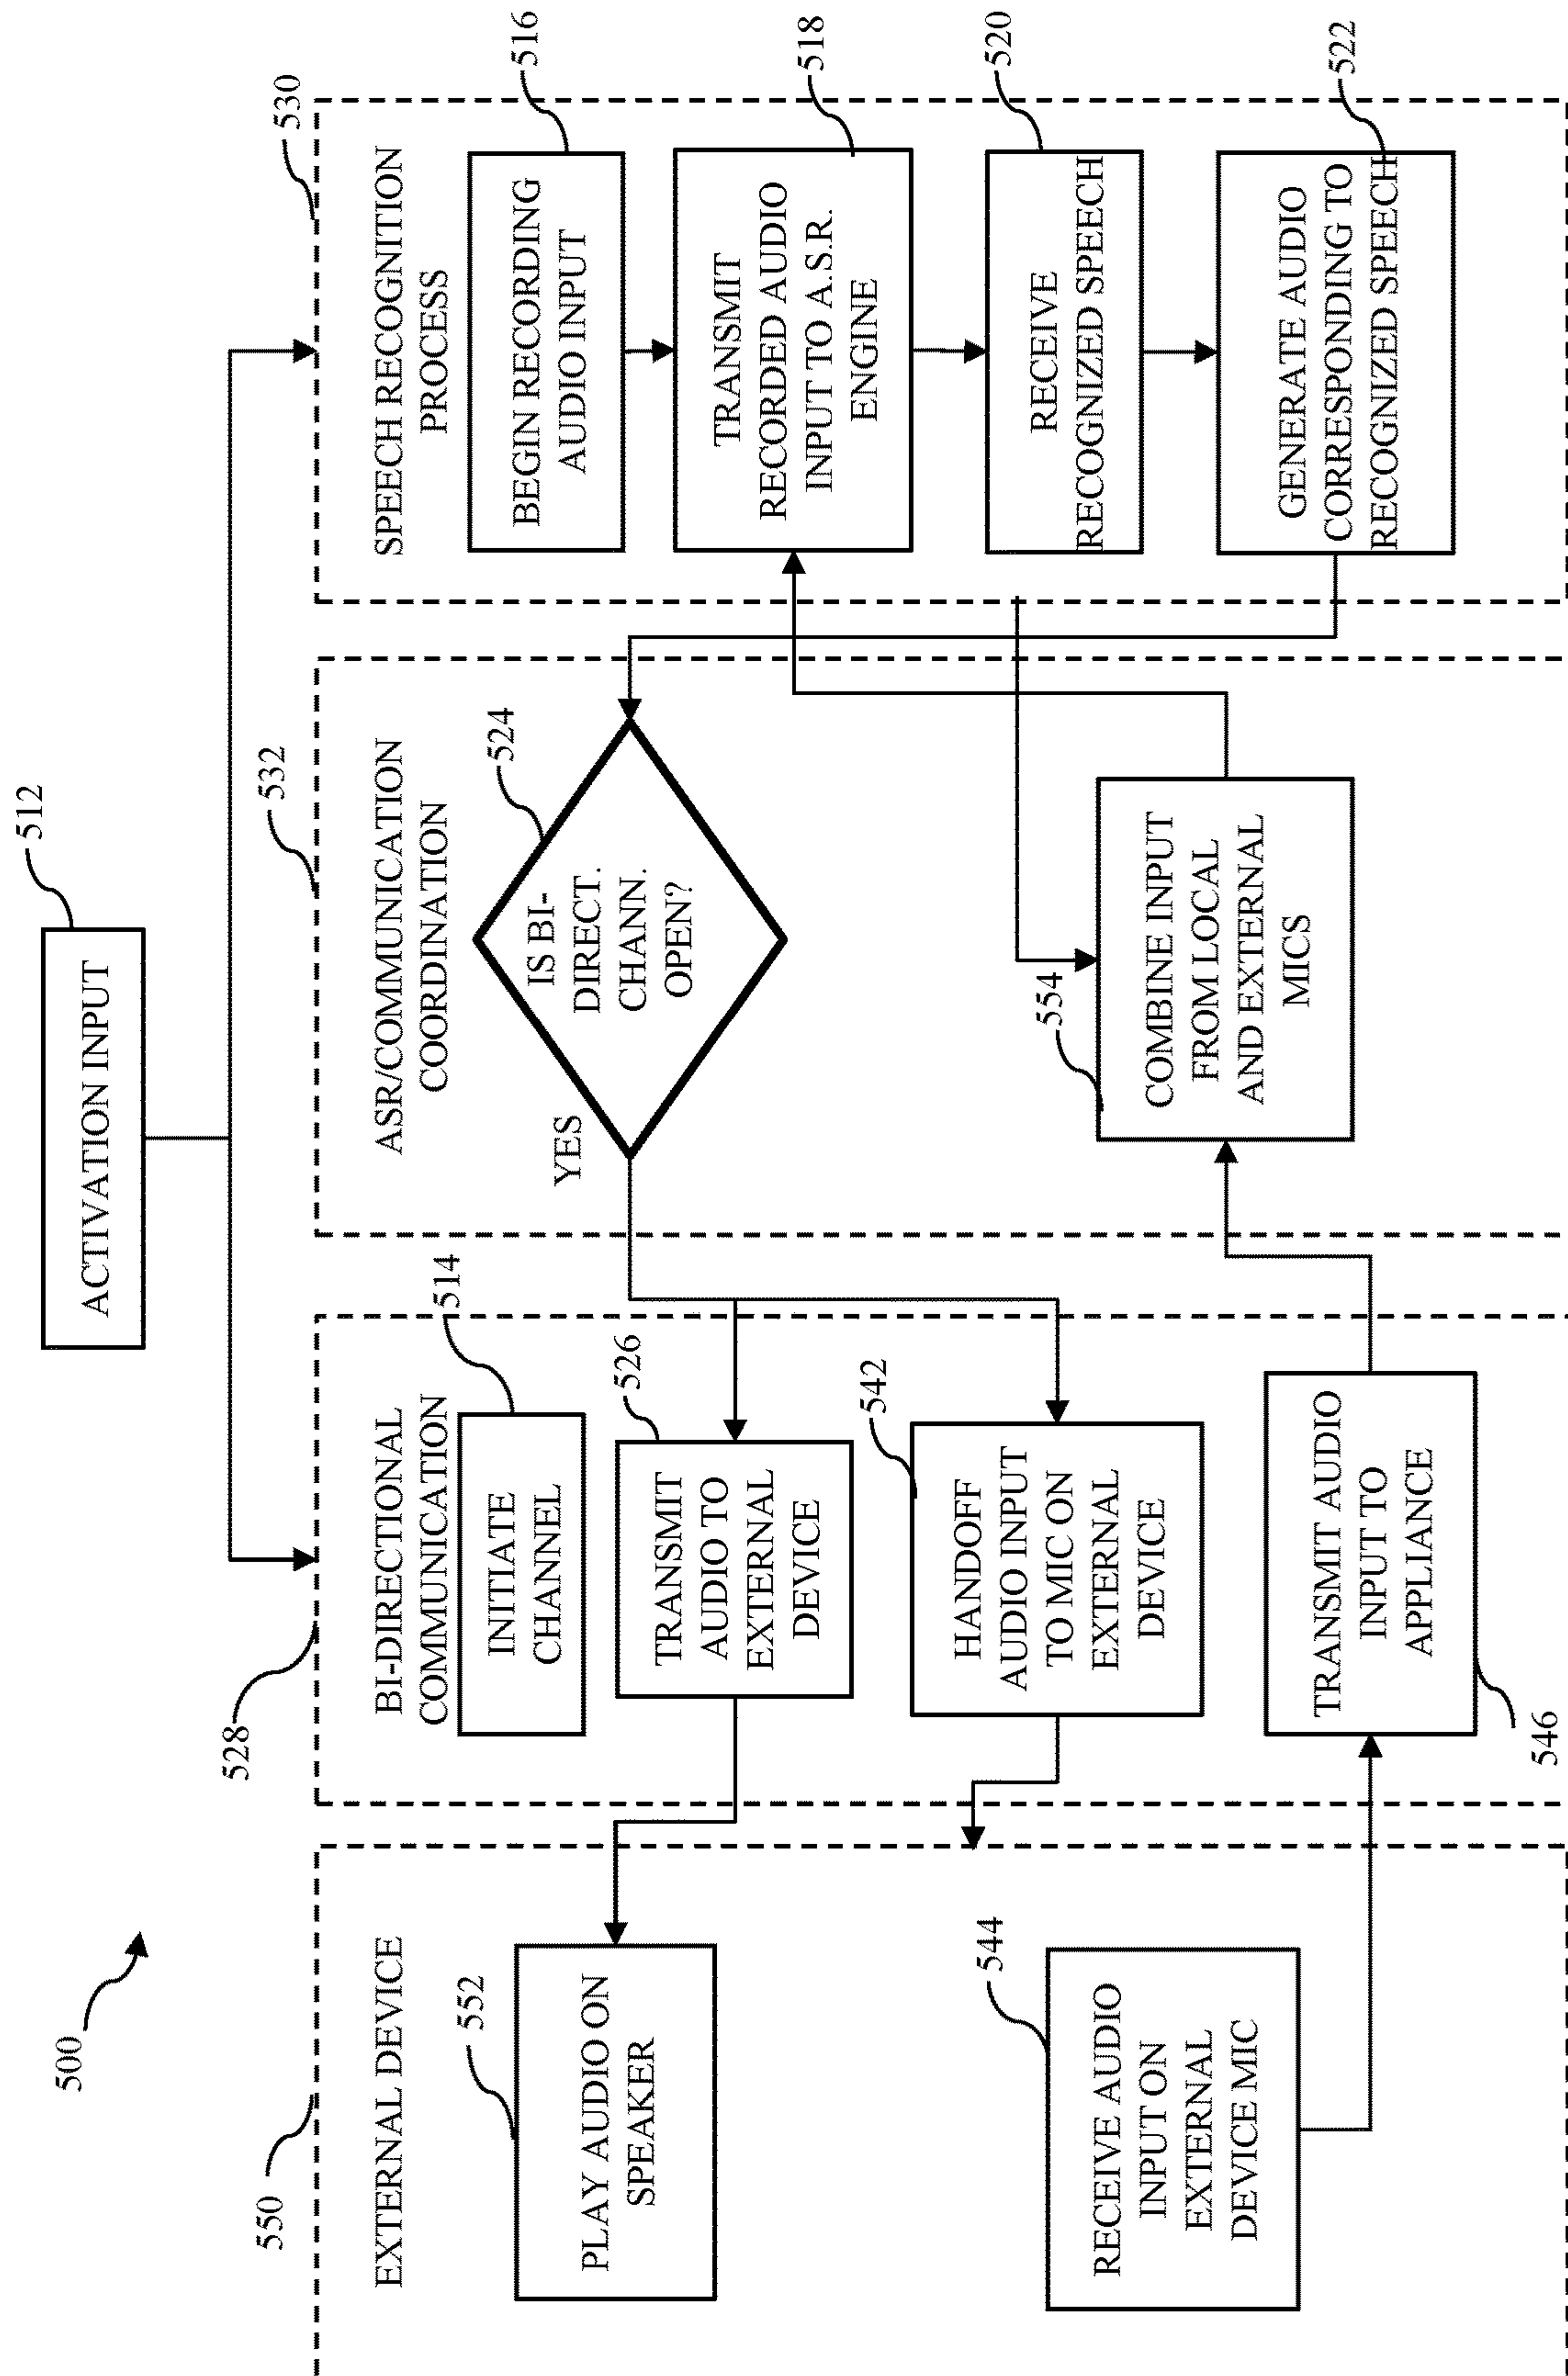 500
ACTIVATION INPUT
512
550
EXTERNAL DEVICE
552
PLAY AUDIO ON
SPEAKER
544
RECEIVE AUDIO
INPUT ON
EXTERNAL
DEVICE MIC
528
BI-DIRECTIONAL
COMMUNICATION
514
INITIATE
CHANNEL
526
TRANSMIT
AUDIO TO
EXTERNAL
DEVICE
542
HANDOFF
AUDIO INPUT
TO MIC ON
EXTERNAL
DEVICE
TRANSMIT AUDIO
INPUT TO
APPLIANCE
546
532
ASR/COMMUNICATION
COORDINATION
524
IS BI-
DIRECT.
CHANN.
OPEN?
YES
554
COMBINE INPUT
FROM LOCAL
AND EXTERNAL
MICS
530
SPEECH RECOGNITION
PROCESS
516
BEGIN RECORDING
AUDIO INPUT
518
TRANSMIT
RECORDED AUDIO
INPUT TO A.S.R.
ENGINE
520
RECEIVE
RECOGNIZED SPEECH
522
GENERATE AUDIO
CORRESPONDING TO
RECOGNIZED SPEECH